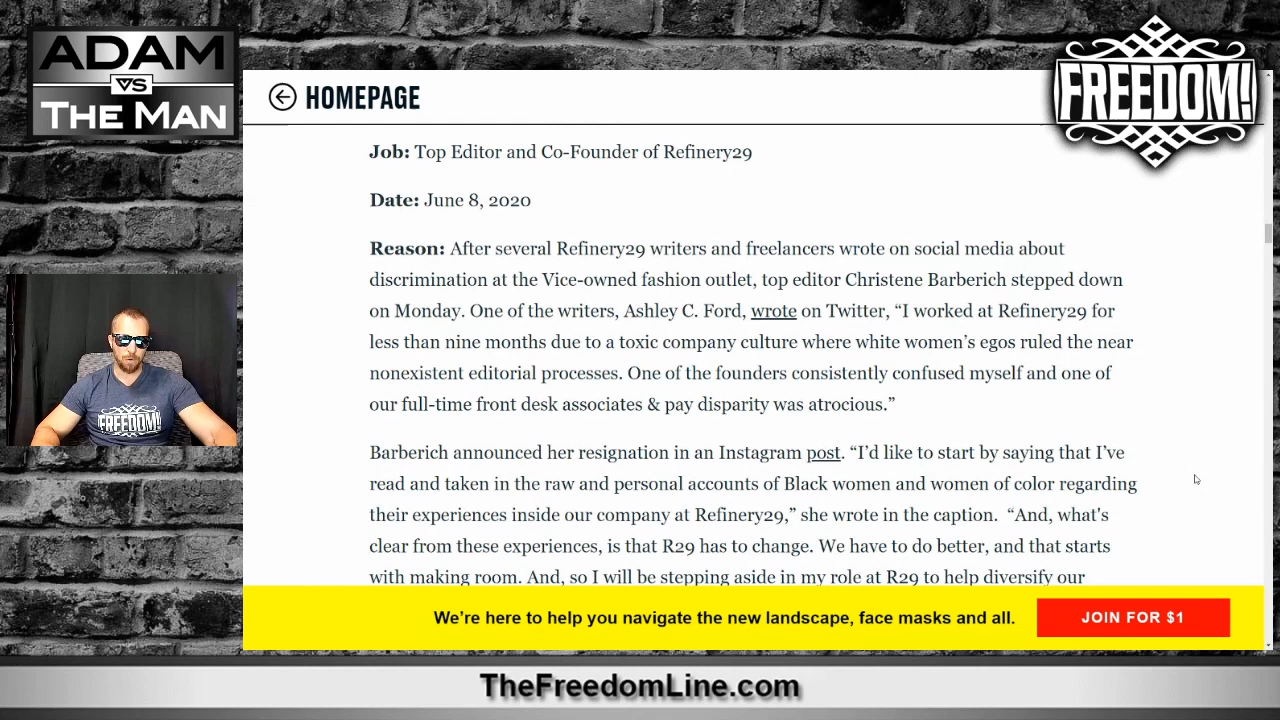 ADAM
VS
THE MAN
FREEDOM!
HOMEPAGE
Job: Top Editor and Co-Founder of Refinery29
Date: June 8, 2020
Reason: After several Refinery29 writers and freelancers wrote on social media about
discrimination at the Vice-owned fashion outlet, top editor Christene Barberich stepped down
on Monday. One of the writers, Ashley C. Ford, wrote on Twitter, “I worked at Refinery29 for
less than nine months due to a toxic company culture where white women’s egos ruled the near
nonexistent editorial processes. One of the founders consistently confused myself and one of
our full-time front desk associates & pay disparity was atrocious.”
Barberich announced her resignation in an Instagram post. “I’d like to start by saying that I’ve
read and taken in the raw and personal accounts of Black women and women of color regarding
their experiences inside our company at Refinery29,” she wrote in the caption. “And, what's
clear from these experiences, is that R29 has to change. We have to do better, and that starts
with making room. And, so I will be stepping aside in my role at R29 to help diversify our
FREEDOM!
We’re here to help you navigate the new landscape, face masks and all.
JOIN FOR $1
TheFreedomLine.com